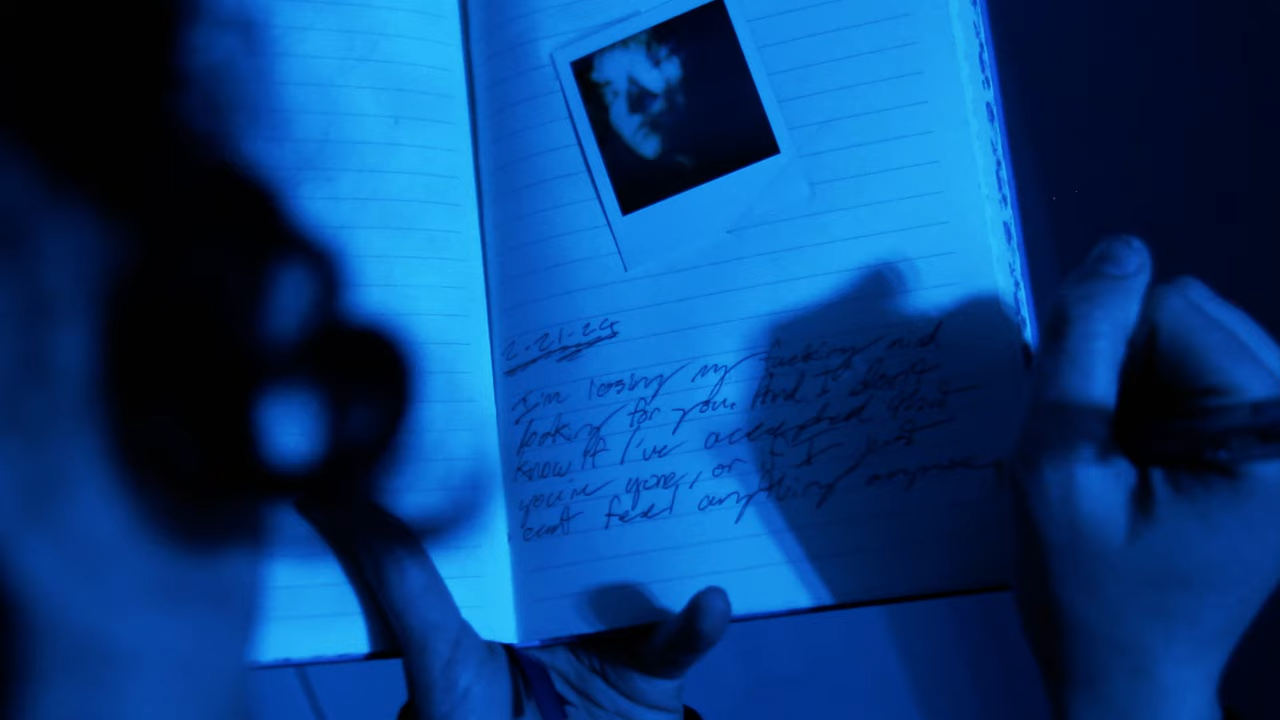 2-21-25
I'm losing my fucking mind
looking for you. And i don't
know if I've accepted that
you're gone, or if I just
can't feel anything anymore